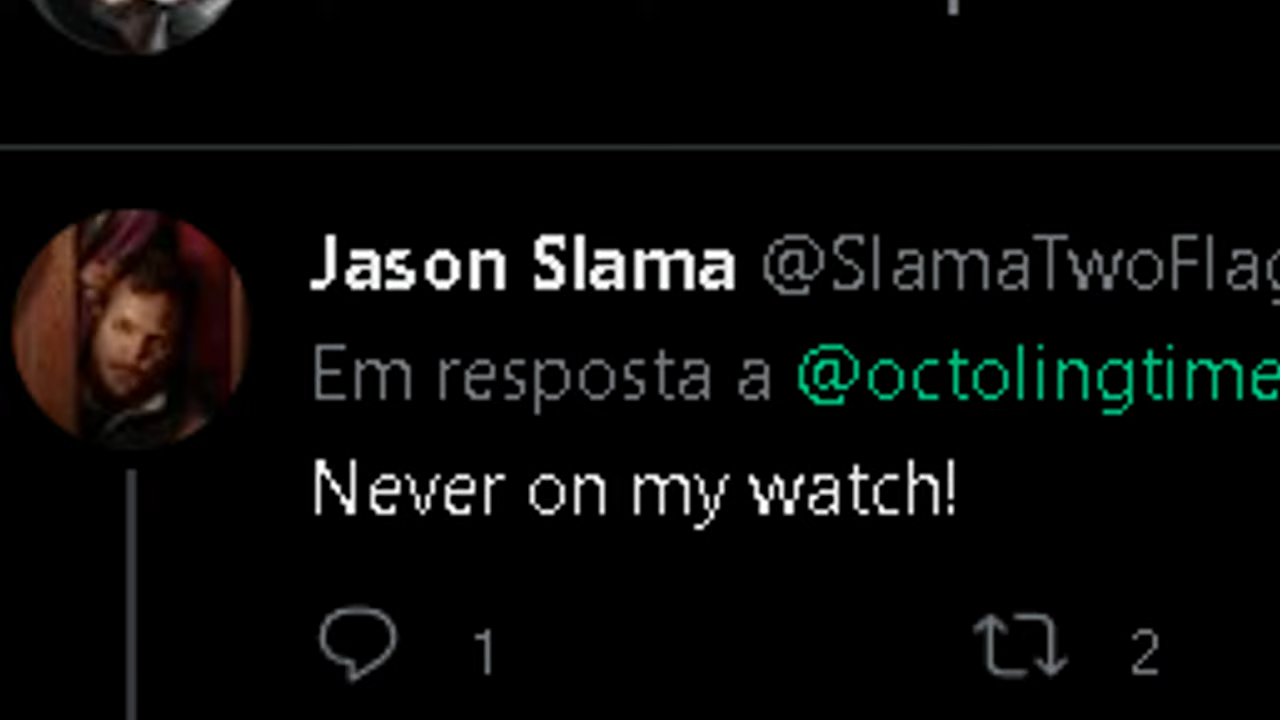 Jason Slama @SlamaTwoFlag
Em resposta a @octolingtime
Never on my watch!
1 2